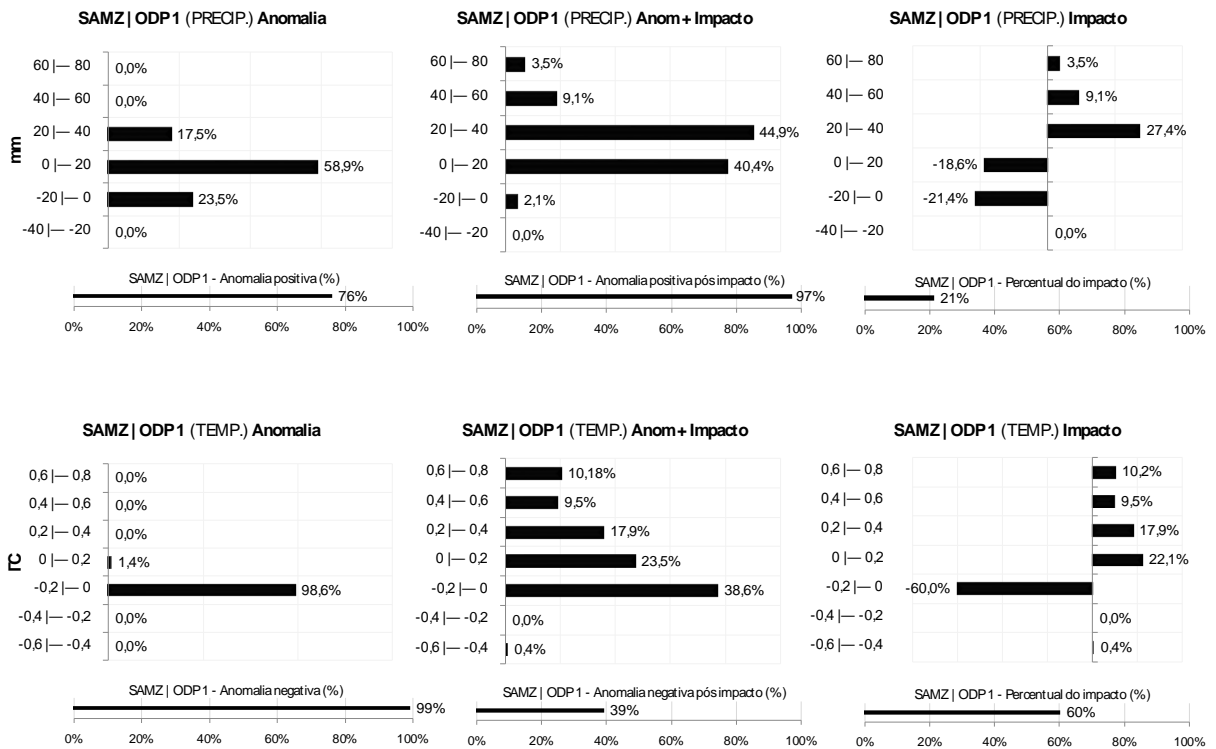 SAMZ | ODP1 (PRECIP.) Anomalia
60 |— 80 0,0%
40 |— 60 0,0%
20 |— 40 17,5%
0 |— 20 58,9%
-20 |— 0 23,5%
-40 |— -20 0,0%
mm
SAMZ | ODP1 - Anomalia positiva (%)
76%
0% 20% 40% 60% 80% 100%
SAMZ | ODP1 (PRECIP.) Anom + Impacto
60 |— 80 3,5%
40 |— 60 9,1%
20 |— 40 44,9%
0 |— 20 40,4%
-20 |— 0 2,1%
-40 |— -20 0,0%
SAMZ | ODP1 - Anomalia positiva pós impacto (%)
97%
0% 20% 40% 60% 80% 100%
SAMZ | ODP1 (PRECIP.) Impacto
60 |— 80 3,5%
40 |— 60 9,1%
20 |— 40 27,4%
0 |— 20 -18,6%
-20 |— 0 -21,4%
-40 |— -20 0,0%
SAMZ | ODP1 - Percentual do impacto (%)
21%
0% 20% 40% 60% 80% 100%
SAMZ | ODP1 (TEMP.) Anomalia
0,6 |— 0,8 0,0%
0,4 |— 0,6 0,0%
0,2 |— 0,4 0,0%
0 |— 0,2 1,4%
-0,2 |— 0 98,6%
-0,4 |— -0,2 0,0%
-0,6 |— -0,4 0,0%
SAMZ | ODP1 - Anomalia negativa (%)
99%
0% 20% 40% 60% 80% 100%
SAMZ | ODP1 (TEMP.) Anom + Impacto
0,6 |— 0,8 10,18%
0,4 |— 0,6 9,5%
0,2 |— 0,4 17,9%
0 |— 0,2 23,5%
-0,2 |— 0 38,6%
-0,4 |— -0,2 0,0%
-0,6 |— -0,4 0,4%
SAMZ | ODP1 - Anomalia negativa pós impacto (%)
39%
0% 20% 40% 60% 80% 100%
SAMZ | ODP1 (TEMP.) Impacto
0,6 |— 0,8 10,2%
0,4 |— 0,6 9,5%
0,2 |— 0,4 17,9%
0 |— 0,2 22,1%
-0,2 |— 0 -60,0%
-0,4 |— -0,2 0,0%
-0,6 |— -0,4 0,4%
SAMZ | ODP1 - Percentual do impacto (%)
60%
0% 20% 40% 60% 80% 100%